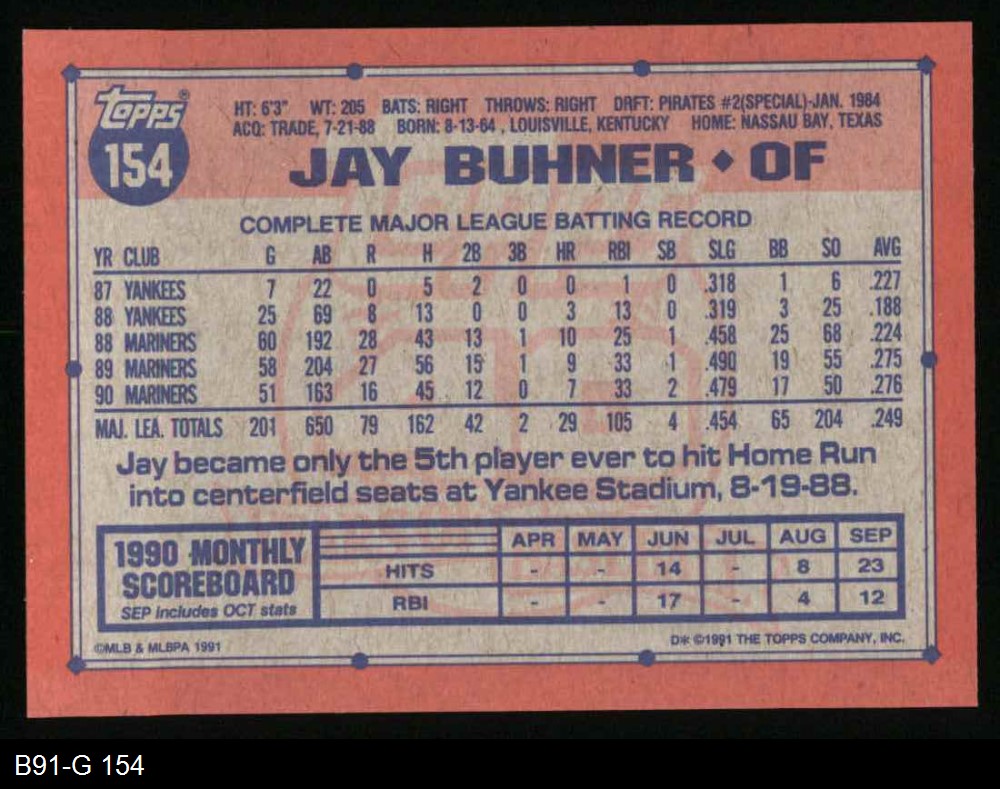 Topps®
154
HT: 6'3" WT: 205 BATS: RIGHT THROWS: RIGHT DRFT: PIRATES #2(SPECIAL)-JAN. 1984
ACQ: TRADE, 7-21-88 BORN: 8-13-64, LOUISVILLE, KENTUCKY HOME: NASSAU BAY, TEXAS
JAY BUHNER ◆ OF
COMPLETE MAJOR LEAGUE BATTING RECORD
YR CLUB G AB R H 2B 3B HR RBI SB SLG BB SO AVG
87 YANKEES 7 22 0 5 2 0 0 1 0 .318 1 6 .227
88 YANKEES 25 69 8 13 0 0 3 13 0 .319 3 25 .188
88 MARINERS 60 192 28 43 13 1 10 25 1 .458 25 68 .224
89 MARINERS 58 204 27 56 15 1 9 33 1 .490 19 55 .275
90 MARINERS 51 163 16 45 12 0 7 33 2 .479 17 50 .276
MAJ. LEA. TOTALS 201 650 79 162 42 2 29 105 4 .454 65 204 .249
Jay became only the 5th player ever to hit Home Run
into centerfield seats at Yankee Stadium, 8-19-88.
1990 MONTHLY
SCOREBOARD
SEP includes OCT stats
APR MAY JUN JUL AUG SEP
HITS - - 14 - 8 23
RBI - - 17 - 4 12
©MLB & MLBPA 1991
D* ©1991 THE TOPPS COMPANY, INC.
B91-G 154